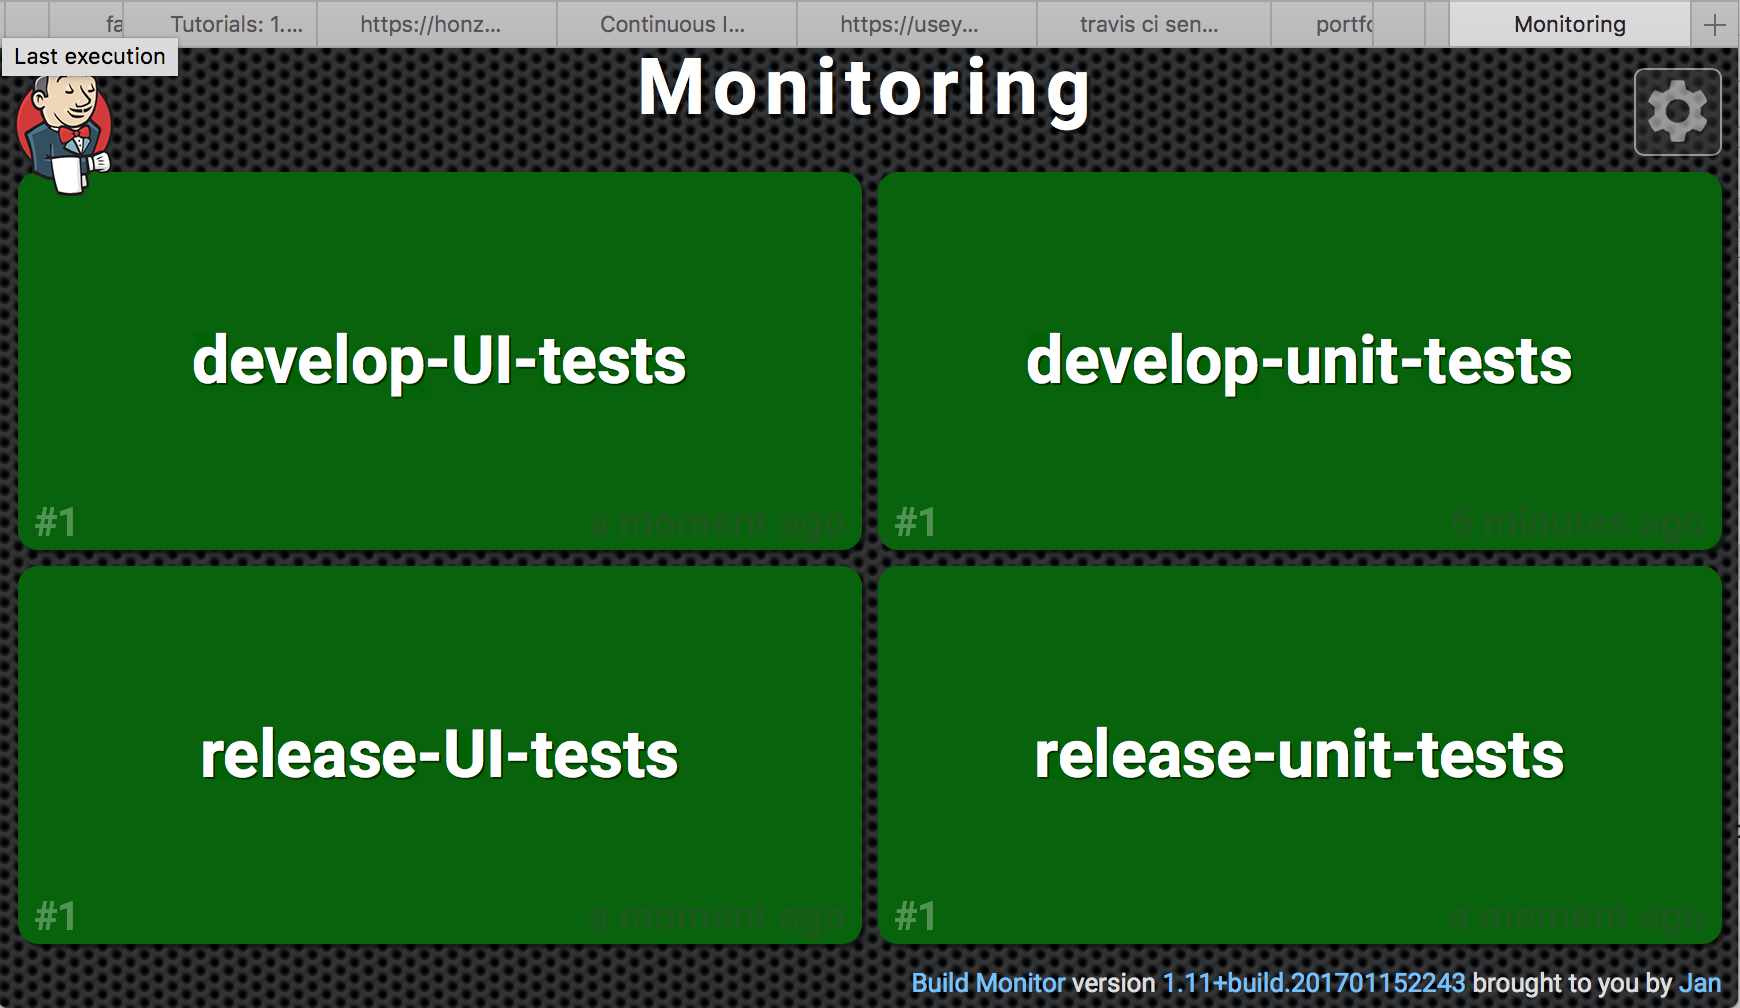 fa
Tutorials: 1....
https://honz...
Continuous I...
https://usey...
travis ci sen...
portfo
Monitoring
Last execution
Monitoring
develop-UI-tests
#1
a moment ago
develop-unit-tests
#1
6 minutes ago
release-UI-tests
#1
a moment ago
release-unit-tests
#1
a moment ago
Build Monitor version 1.11+build.201701152243 brought to you by Jan